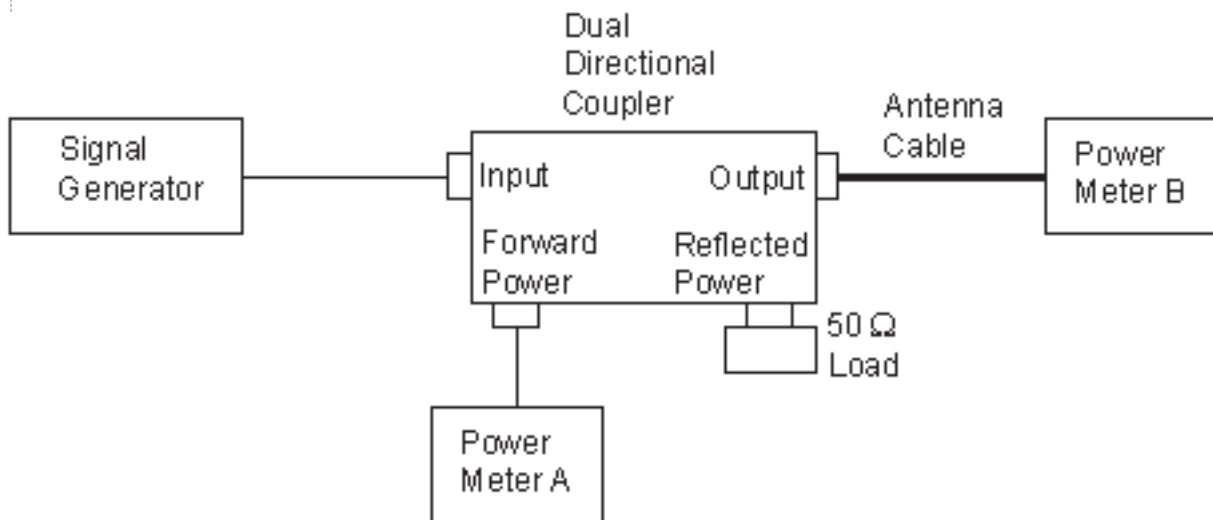 Dual
Directional
Coupler
Signal
Generator
Input
Output
Antenna
Cable
Power
Meter B
Forward
Power
Reflected
Power
50 Ω
Load
Power
Meter A